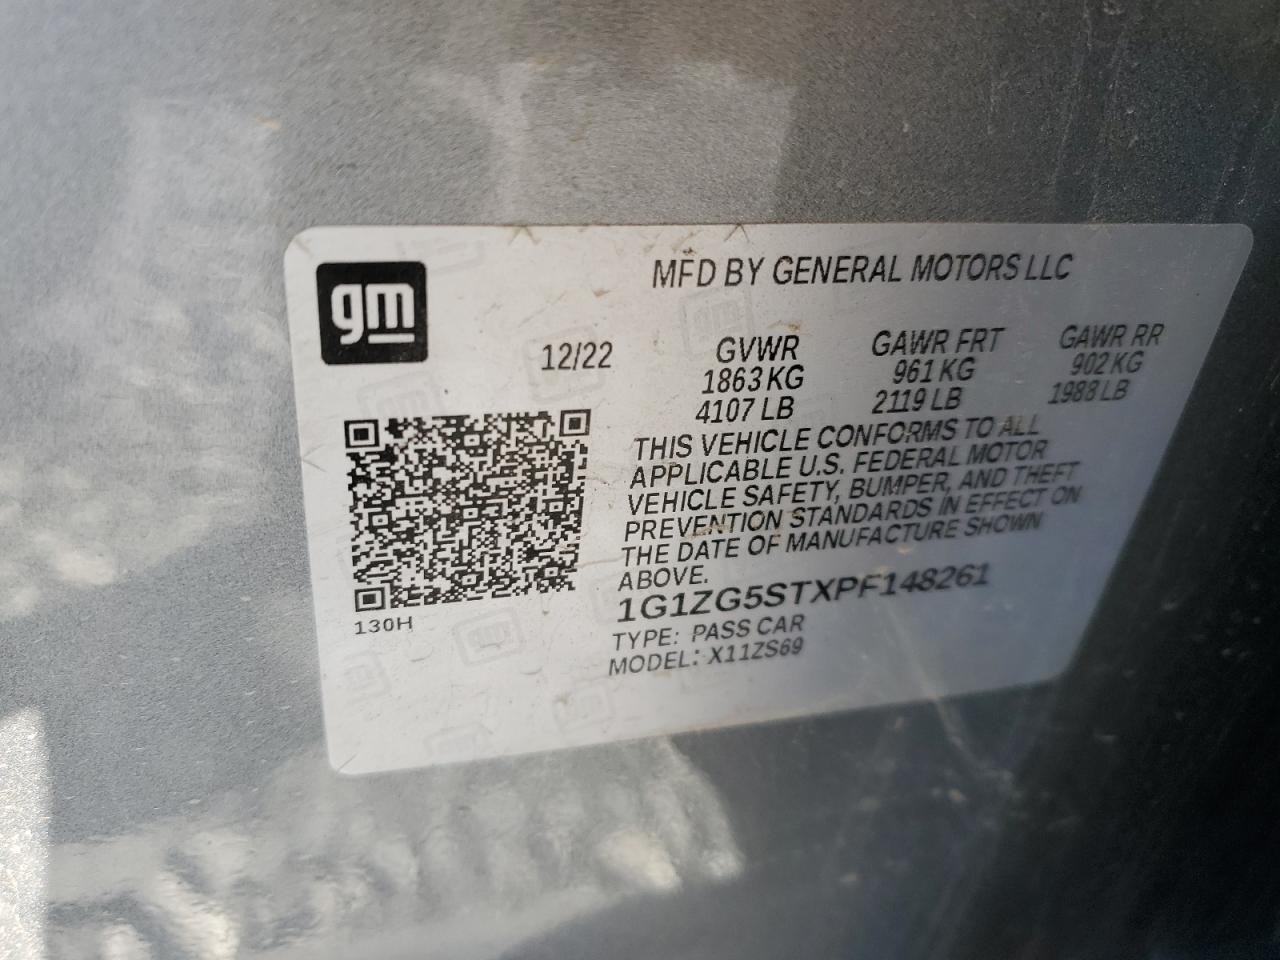 gm
MFD BY GENERAL MOTORS LLC
12/22 GVWR GAWR FRT GAWR RR
1863 KG 961 KG 902 KG
4107 LB 2119 LB 1988 LB
THIS VEHICLE CONFORMS TO ALL
APPLICABLE U.S. FEDERAL MOTOR
VEHICLE SAFETY, BUMPER, AND THEFT
PREVENTION STANDARDS IN EFFECT ON
THE DATE OF MANUFACTURE SHOWN
ABOVE.
1G1ZG5STXPF148261
TYPE: PASS CAR
MODEL: X11ZS69
130H